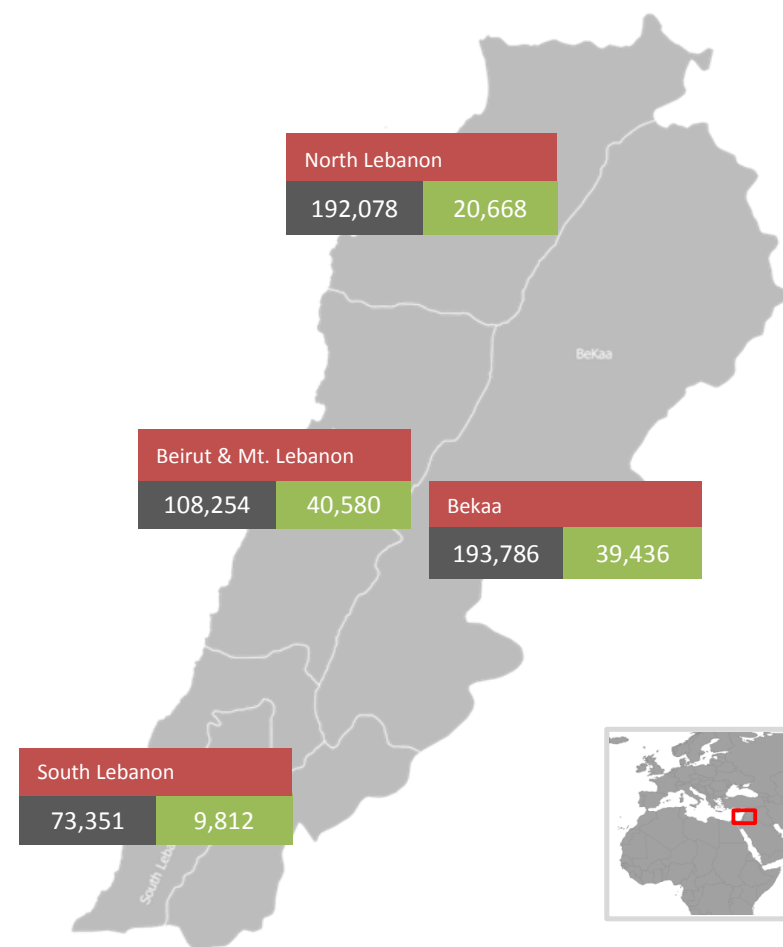 North Lebanon
192,078 20,668
BeKaa
Beirut & Mt. Lebanon
108,254 40,580
Bekaa
193,786 39,436
South Lebanon
73,351 9,812
South